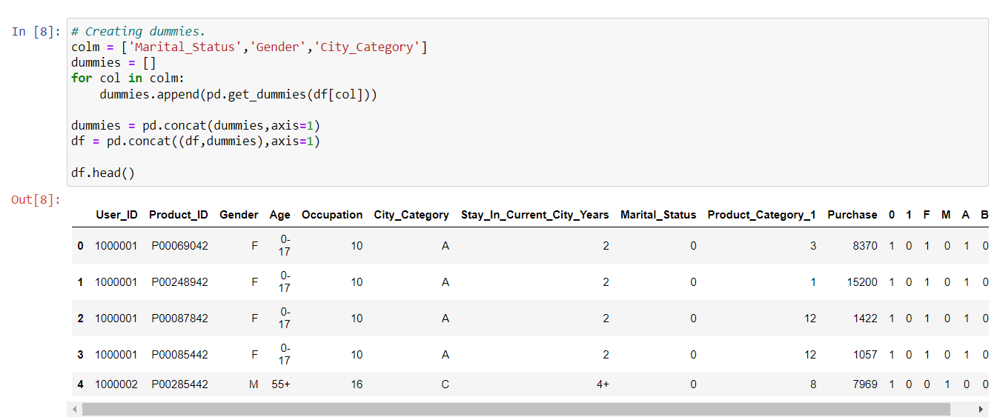 In [8]: # Creating dummies.
colm = ['Marital_Status','Gender','City_Category']
dummies = []
for col in colm:
    dummies.append(pd.get_dummies(df[col]))
dummies = pd.concat(dummies,axis=1)
df = pd.concat((df,dummies),axis=1)
df.head()
Out[8]:
User_ID Product_ID Gender Age Occupation City_Category Stay_In_Current_City_Years Marital_Status Product_Category_1 Purchase 0 1 F M A B
0 1000001 P00069042 F 0-17 10 A 2 0 3 8370 1 0 1 0 1 0
1 1000001 P00248942 F 0-17 10 A 2 0 1 15200 1 0 1 0 1 0
2 1000001 P00087842 F 0-17 10 A 2 0 12 1422 1 0 1 0 1 0
3 1000001 P00085442 F 0-17 10 A 2 0 12 1057 1 0 1 0 1 0
4 1000002 P00285442 M 55+ 16 C 4+ 0 8 7969 1 0 0 1 0 0